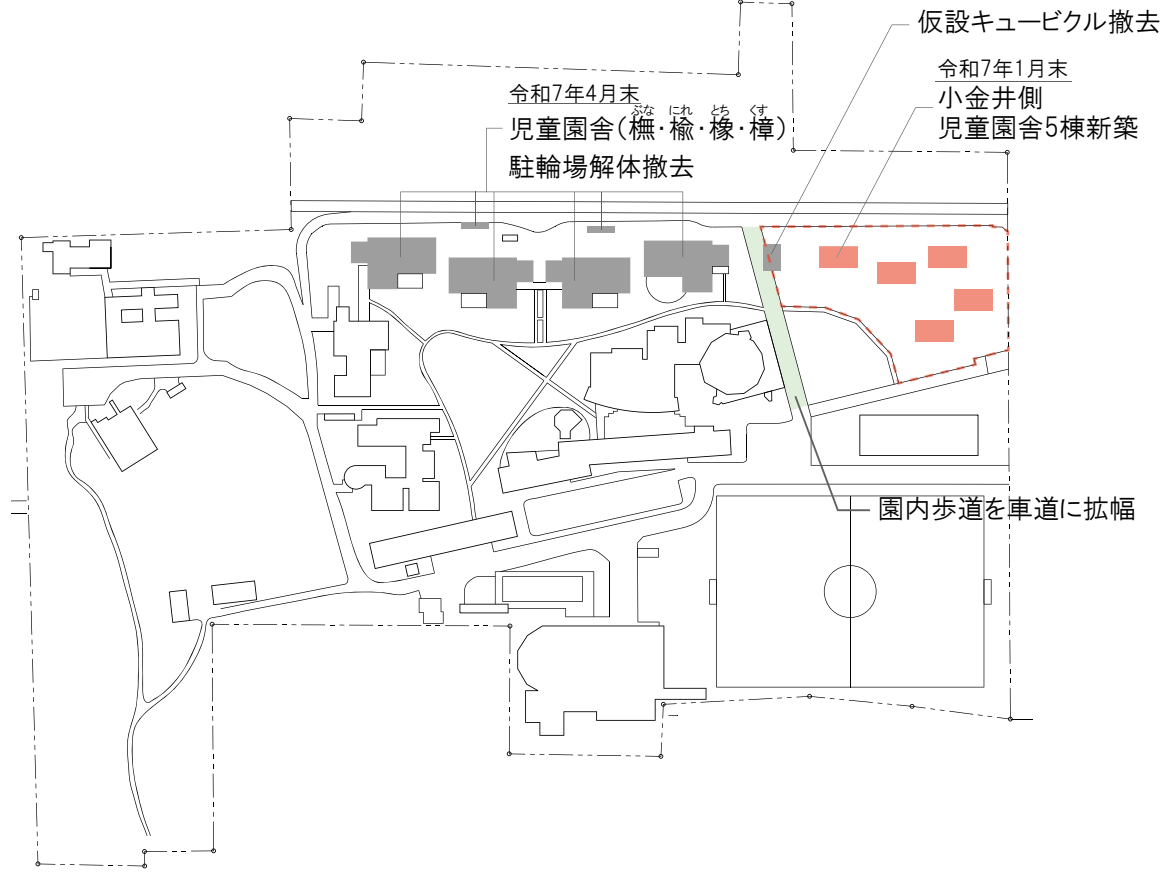 仮設キュービクル撤去
令和7年1月末
小金井側
児童園舎5棟新築
令和7年4月末
ぶな にれ とち くす
児童園舎(橅・楡・橡・樟)
駐輪場解体撤去
園内歩道を車道に拡幅